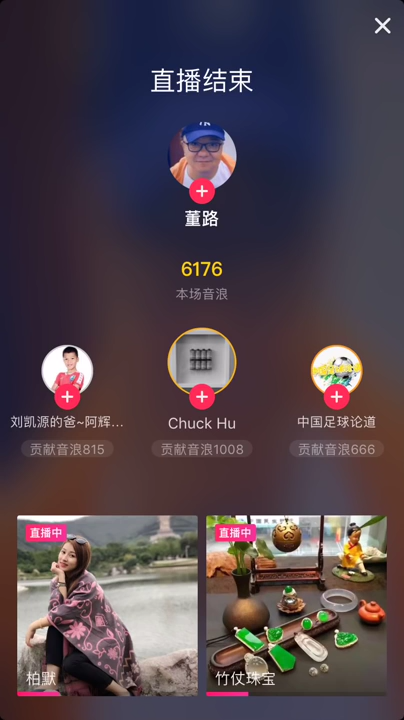 直播结束
董路
6176
本场音浪
刘凯源的爸~阿辉...
Chuck Hu
中国足球论道
贡献音浪815
贡献音浪1008
贡献音浪666
直播中
直播中
柏默
竹仗珠宝